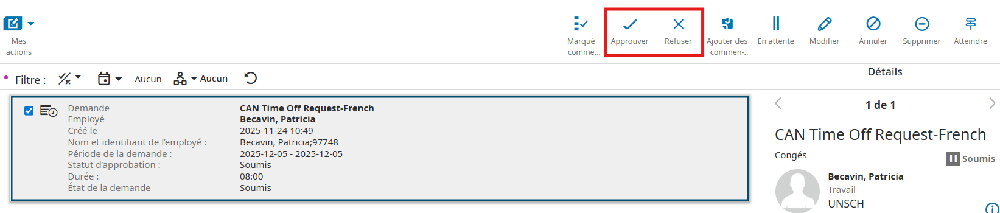 Mes
actions
Marqué
comme...
Approuver
Refuser
Ajouter des
commen-..
En attente
Modifier
Annuler
Supprimer
Atteindre
Filtre :
Aucun
Aucun
Détails
Demande CAN Time Off Request-French
Employé Becavin, Patricia
Créé le 2025-11-24 10:49
Nom et identifiant de l'employé : Becavin, Patricia;97748
Période de la demande : 2025-12-05 - 2025-12-05
Statut d'approbation : Soumis
Durée : 08:00
État de la demande Soumis
1 de 1
CAN Time Off Request-French
Congés
Soumis
Becavin, Patricia
Travail
UNSCH